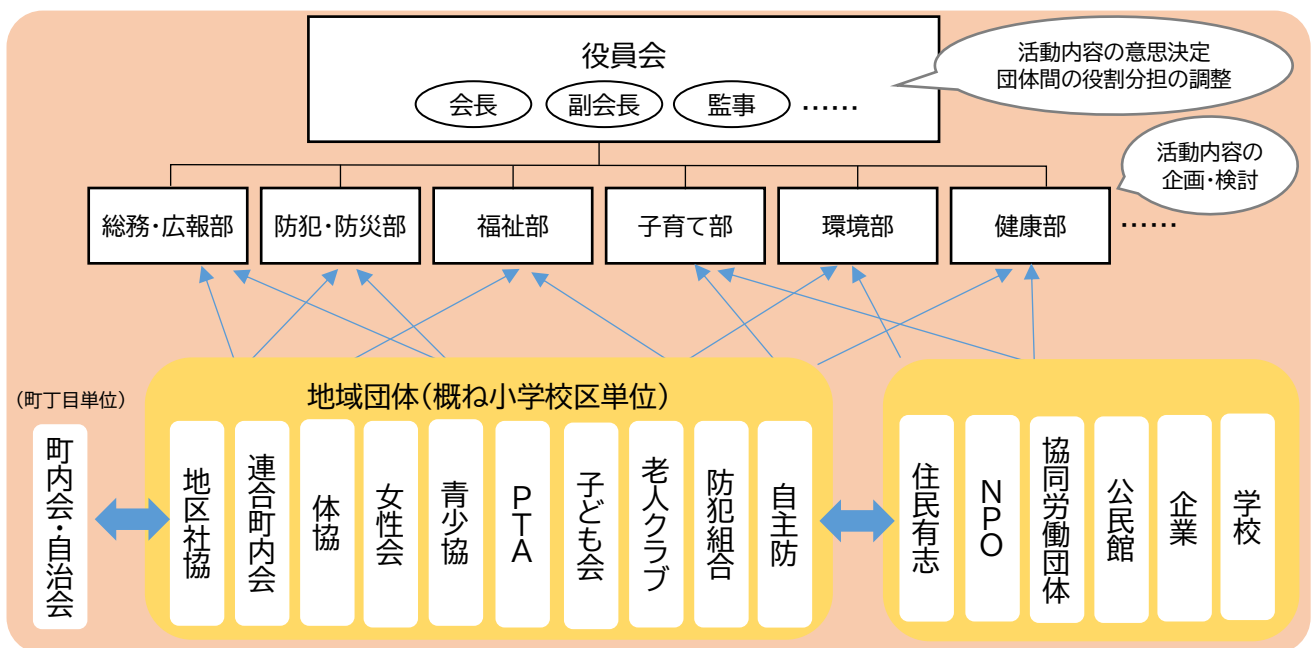 役員会
会長
副会長
監事
……
活動内容の意思決定
団体間の役割分担の調整
活動内容の
企画・検討
総務・広報部
防犯・防災部
福祉部
子育て部
環境部
健康部
……
地域団体(概ね小学校区単位)
(町丁目単位)
町内会・自治会
地区社協
連合町内会
体協
女性会
青少協
PTA
子ども会
老人クラブ
防犯組合
自主防
住民有志
NPO
協同労働団体
公民館
企業
学校